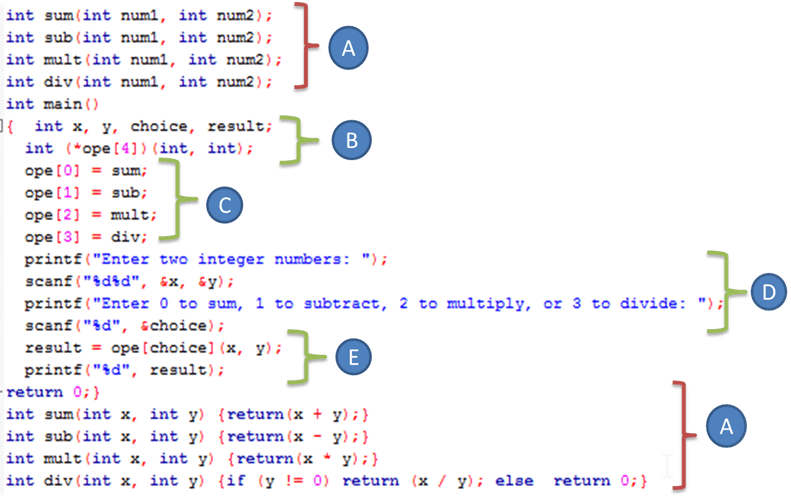 int sum(int num1, int num2);
int sub(int num1, int num2);
int mult(int num1, int num2);
int div(int num1, int num2);
A
int main()
{ int x, y, choice, result;
int (*ope[4])(int, int);
B
ope[0] = sum;
ope[1] = sub;
ope[2] = mult;
ope[3] = div;
C
printf("Enter two integer numbers: ");
scanf("%d%d", &x, &y);
printf("Enter 0 to sum, 1 to subtract, 2 to multiply, or 3 to divide: ");
scanf("%d", &choice);
D
result = ope[choice](x, y);
printf("%d", result);
E
return 0;}
int sum(int x, int y) {return(x + y);}
int sub(int x, int y) {return(x - y);}
int mult(int x, int y) {return(x * y);}
int div(int x, int y) {if (y != 0) return (x / y); else return 0;}
A